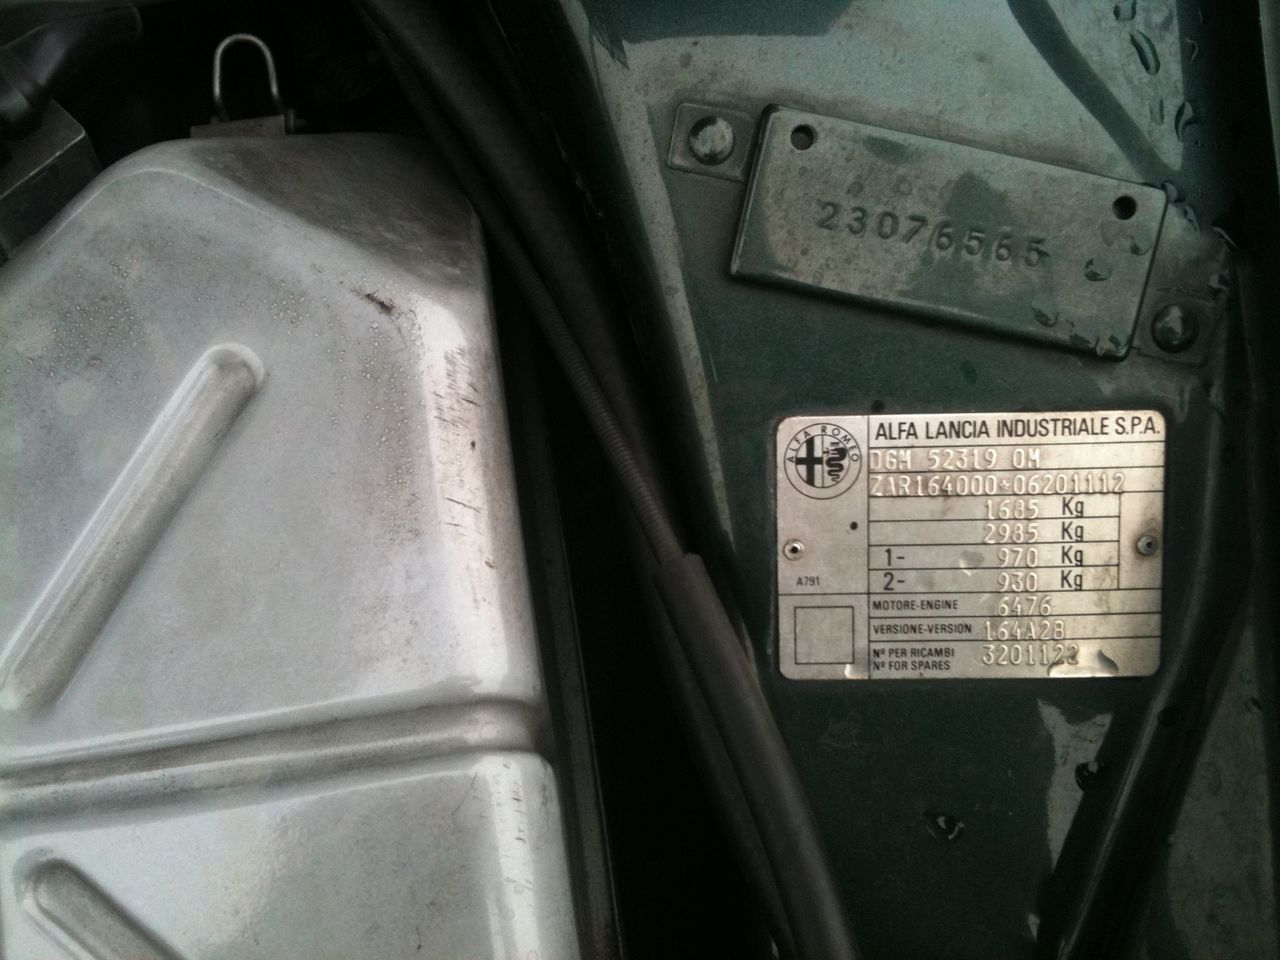 23076565
ALFA ROMEO
ALFA LANCIA INDUSTRIALE S.P.A.
DGM 52319 OM
ZAR164000*06201112
1685 Kg
2985 Kg
1- 970 Kg
2- 930 Kg
A791
MOTORE-ENGINE 6476
VERSIONE-VERSION 164A2B
Nº PER RICAMBI
Nº FOR SPARES 3201122